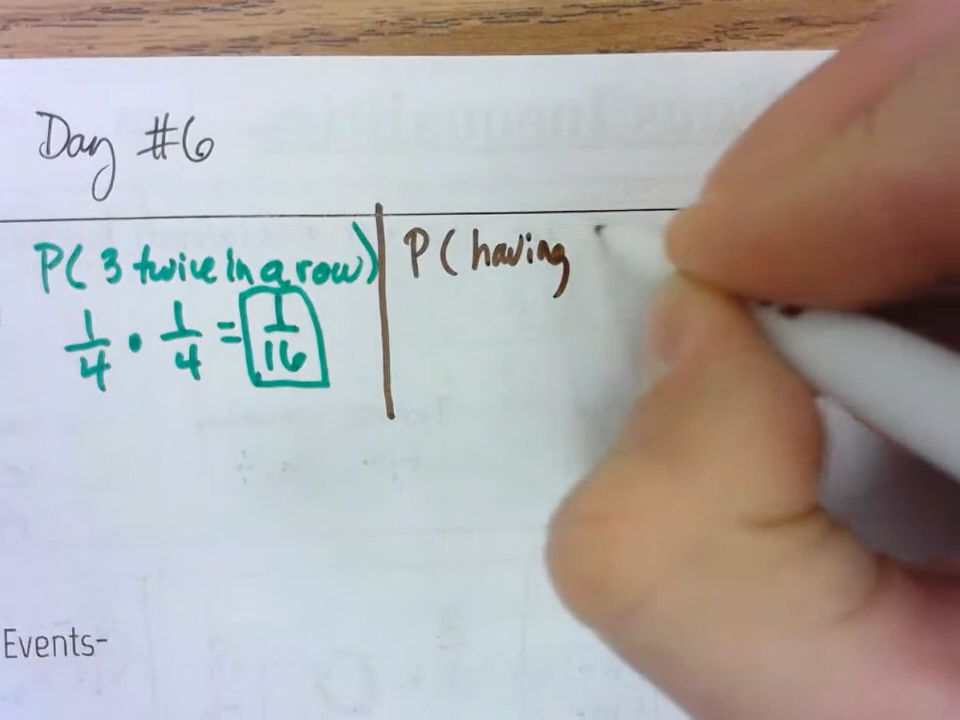 Day #6
P( 3 twice in a row)
1/4 · 1/4 = 1/16
P( having
Events-